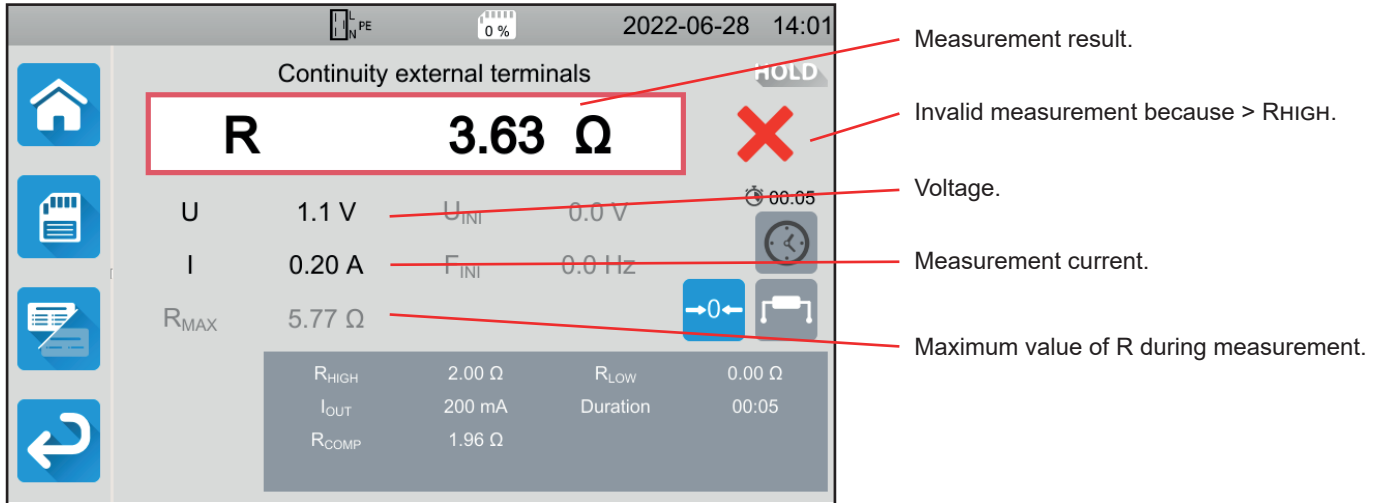 L
N PE
0 %
2022-06-28 14:01
Continuity external terminals
HOLD
R 3.63 Ω
U 1.1 V UINI 0.0 V
00:05
I 0.20 A FINI 0.0 Hz
RMAX 5.77 Ω
→0←
RHIGH 2.00 Ω RLOW 0.00 Ω
IOUT 200 mA Duration 00:05
RCOMP 1.96 Ω
Measurement result.
Invalid measurement because > RHIGH.
Voltage.
Measurement current.
Maximum value of R during measurement.